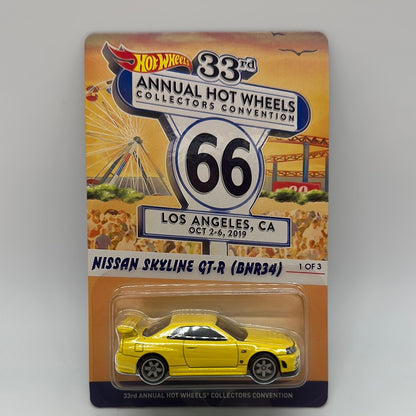 HOT WHEELS
33rd
ANNUAL HOT WHEELS
COLLECTORS CONVENTION
66
LOS ANGELES, CA
OCT 2-6, 2019
NISSAN SKYLINE GT-R (BNR34)
1 OF 3
33rd ANNUAL HOT WHEELS® COLLECTORS CONVENTION